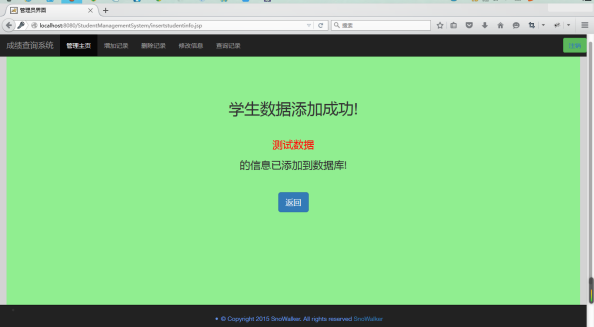 管理员界面
localhost:8080/StudentManagementSystem/insertstudentinfo.jsp
搜索
成绩查询系统 管理主页 增加记录 删除记录 修改信息 查询记录 注销
学生数据添加成功!
测试数据
的信息已添加到数据库!
返回
© Copyright 2015 SnoWalker. All rights reserved SnoWalker